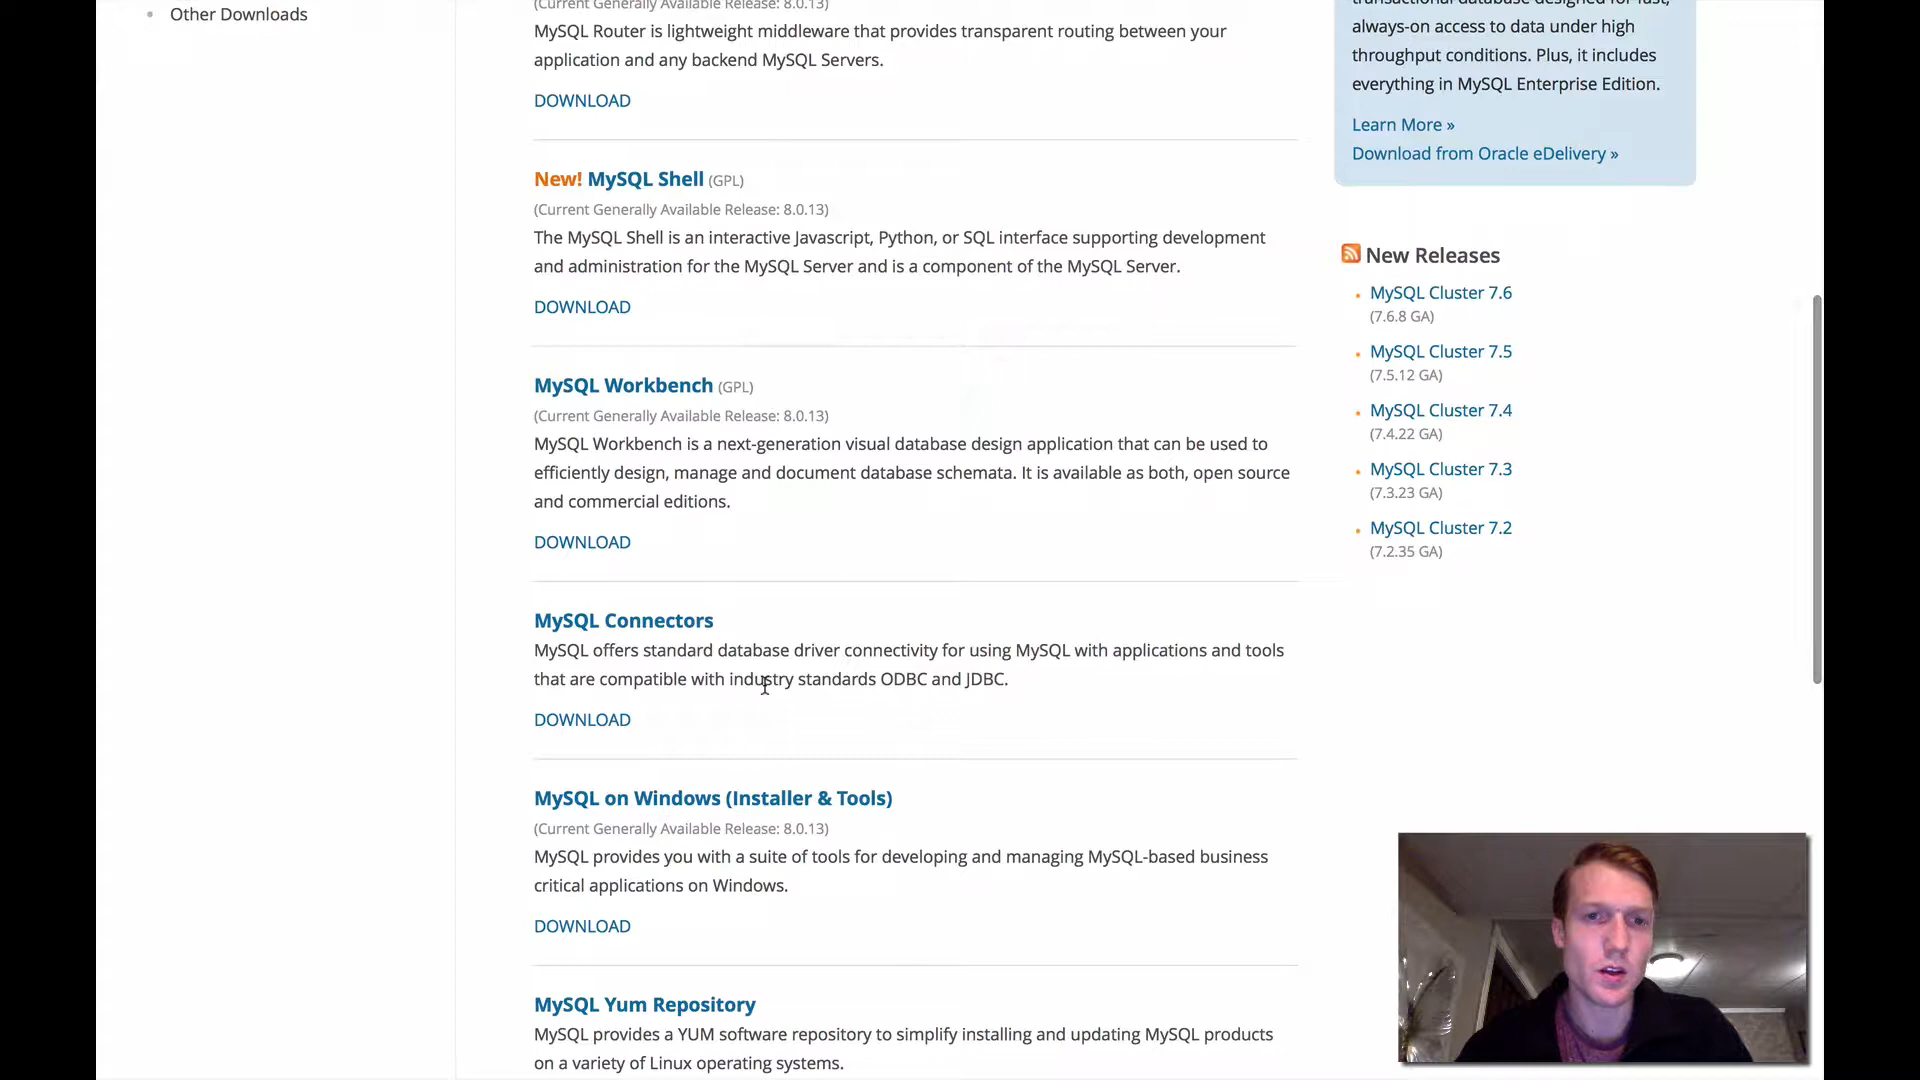 Other Downloads
(Current Generally Available Release: 8.0.13)
MySQL Router is lightweight middleware that provides transparent routing between your
application and any backend MySQL Servers.
DOWNLOAD
New! MySQL Shell (GPL)
(Current Generally Available Release: 8.0.13)
The MySQL Shell is an interactive Javascript, Python, or SQL interface supporting development
and administration for the MySQL Server and is a component of the MySQL Server.
DOWNLOAD
MySQL Workbench (GPL)
(Current Generally Available Release: 8.0.13)
MySQL Workbench is a next-generation visual database design application that can be used to
efficiently design, manage and document database schemata. It is available as both, open source
and commercial editions.
DOWNLOAD
MySQL Connectors
MySQL offers standard database driver connectivity for using MySQL with applications and tools
that are compatible with industry standards ODBC and JDBC.
DOWNLOAD
MySQL on Windows (Installer & Tools)
(Current Generally Available Release: 8.0.13)
MySQL provides you with a suite of tools for developing and managing MySQL-based business
critical applications on Windows.
DOWNLOAD
MySQL Yum Repository
MySQL provides a YUM software repository to simplify installing and updating MySQL products
on a variety of Linux operating systems.
transactional database designed for fast,
always-on access to data under high
throughput conditions. Plus, it includes
everything in MySQL Enterprise Edition.
Learn More »
Download from Oracle eDelivery »
New Releases
MySQL Cluster 7.6
(7.6.8 GA)
MySQL Cluster 7.5
(7.5.12 GA)
MySQL Cluster 7.4
(7.4.22 GA)
MySQL Cluster 7.3
(7.3.23 GA)
MySQL Cluster 7.2
(7.2.35 GA)